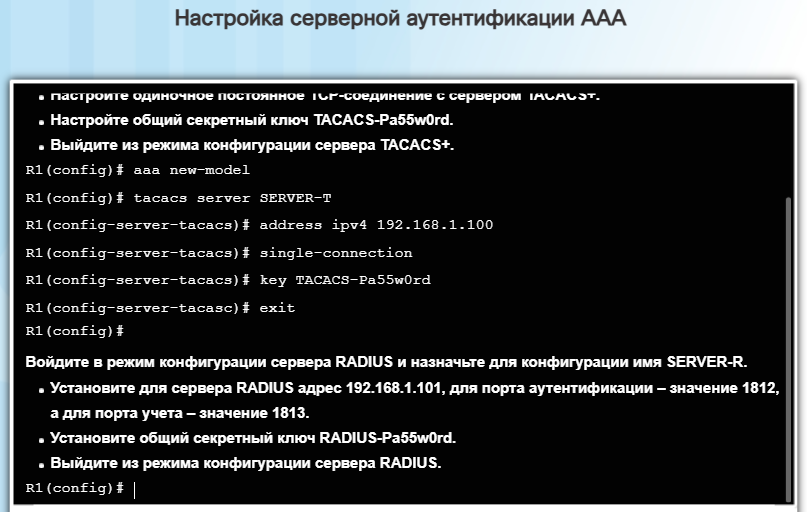 Настройка серверной аутентификации AAA
• Настройте одиночное постоянное TCP-соединение с сервером TACACS+.
• Настройте общий секретный ключ TACACS-Pa55w0rd.
• Выйдите из режима конфигурации сервера TACACS+.
R1(config)# aaa new-model
R1(config)# tacacs server SERVER-T
R1(config-server-tacacs)# address ipv4 192.168.1.100
R1(config-server-tacacs)# single-connection
R1(config-server-tacacs)# key TACACS-Pa55w0rd
R1(config-server-tacasc)# exit
R1(config)#
Войдите в режим конфигурации сервера RADIUS и назначьте для конфигурации имя SERVER-R.
• Установите для сервера RADIUS адрес 192.168.1.101, для порта аутентификации – значение 1812,
а для порта учета – значение 1813.
• Установите общий секретный ключ RADIUS-Pa55w0rd.
• Выйдите из режима конфигурации сервера RADIUS.
R1(config)#